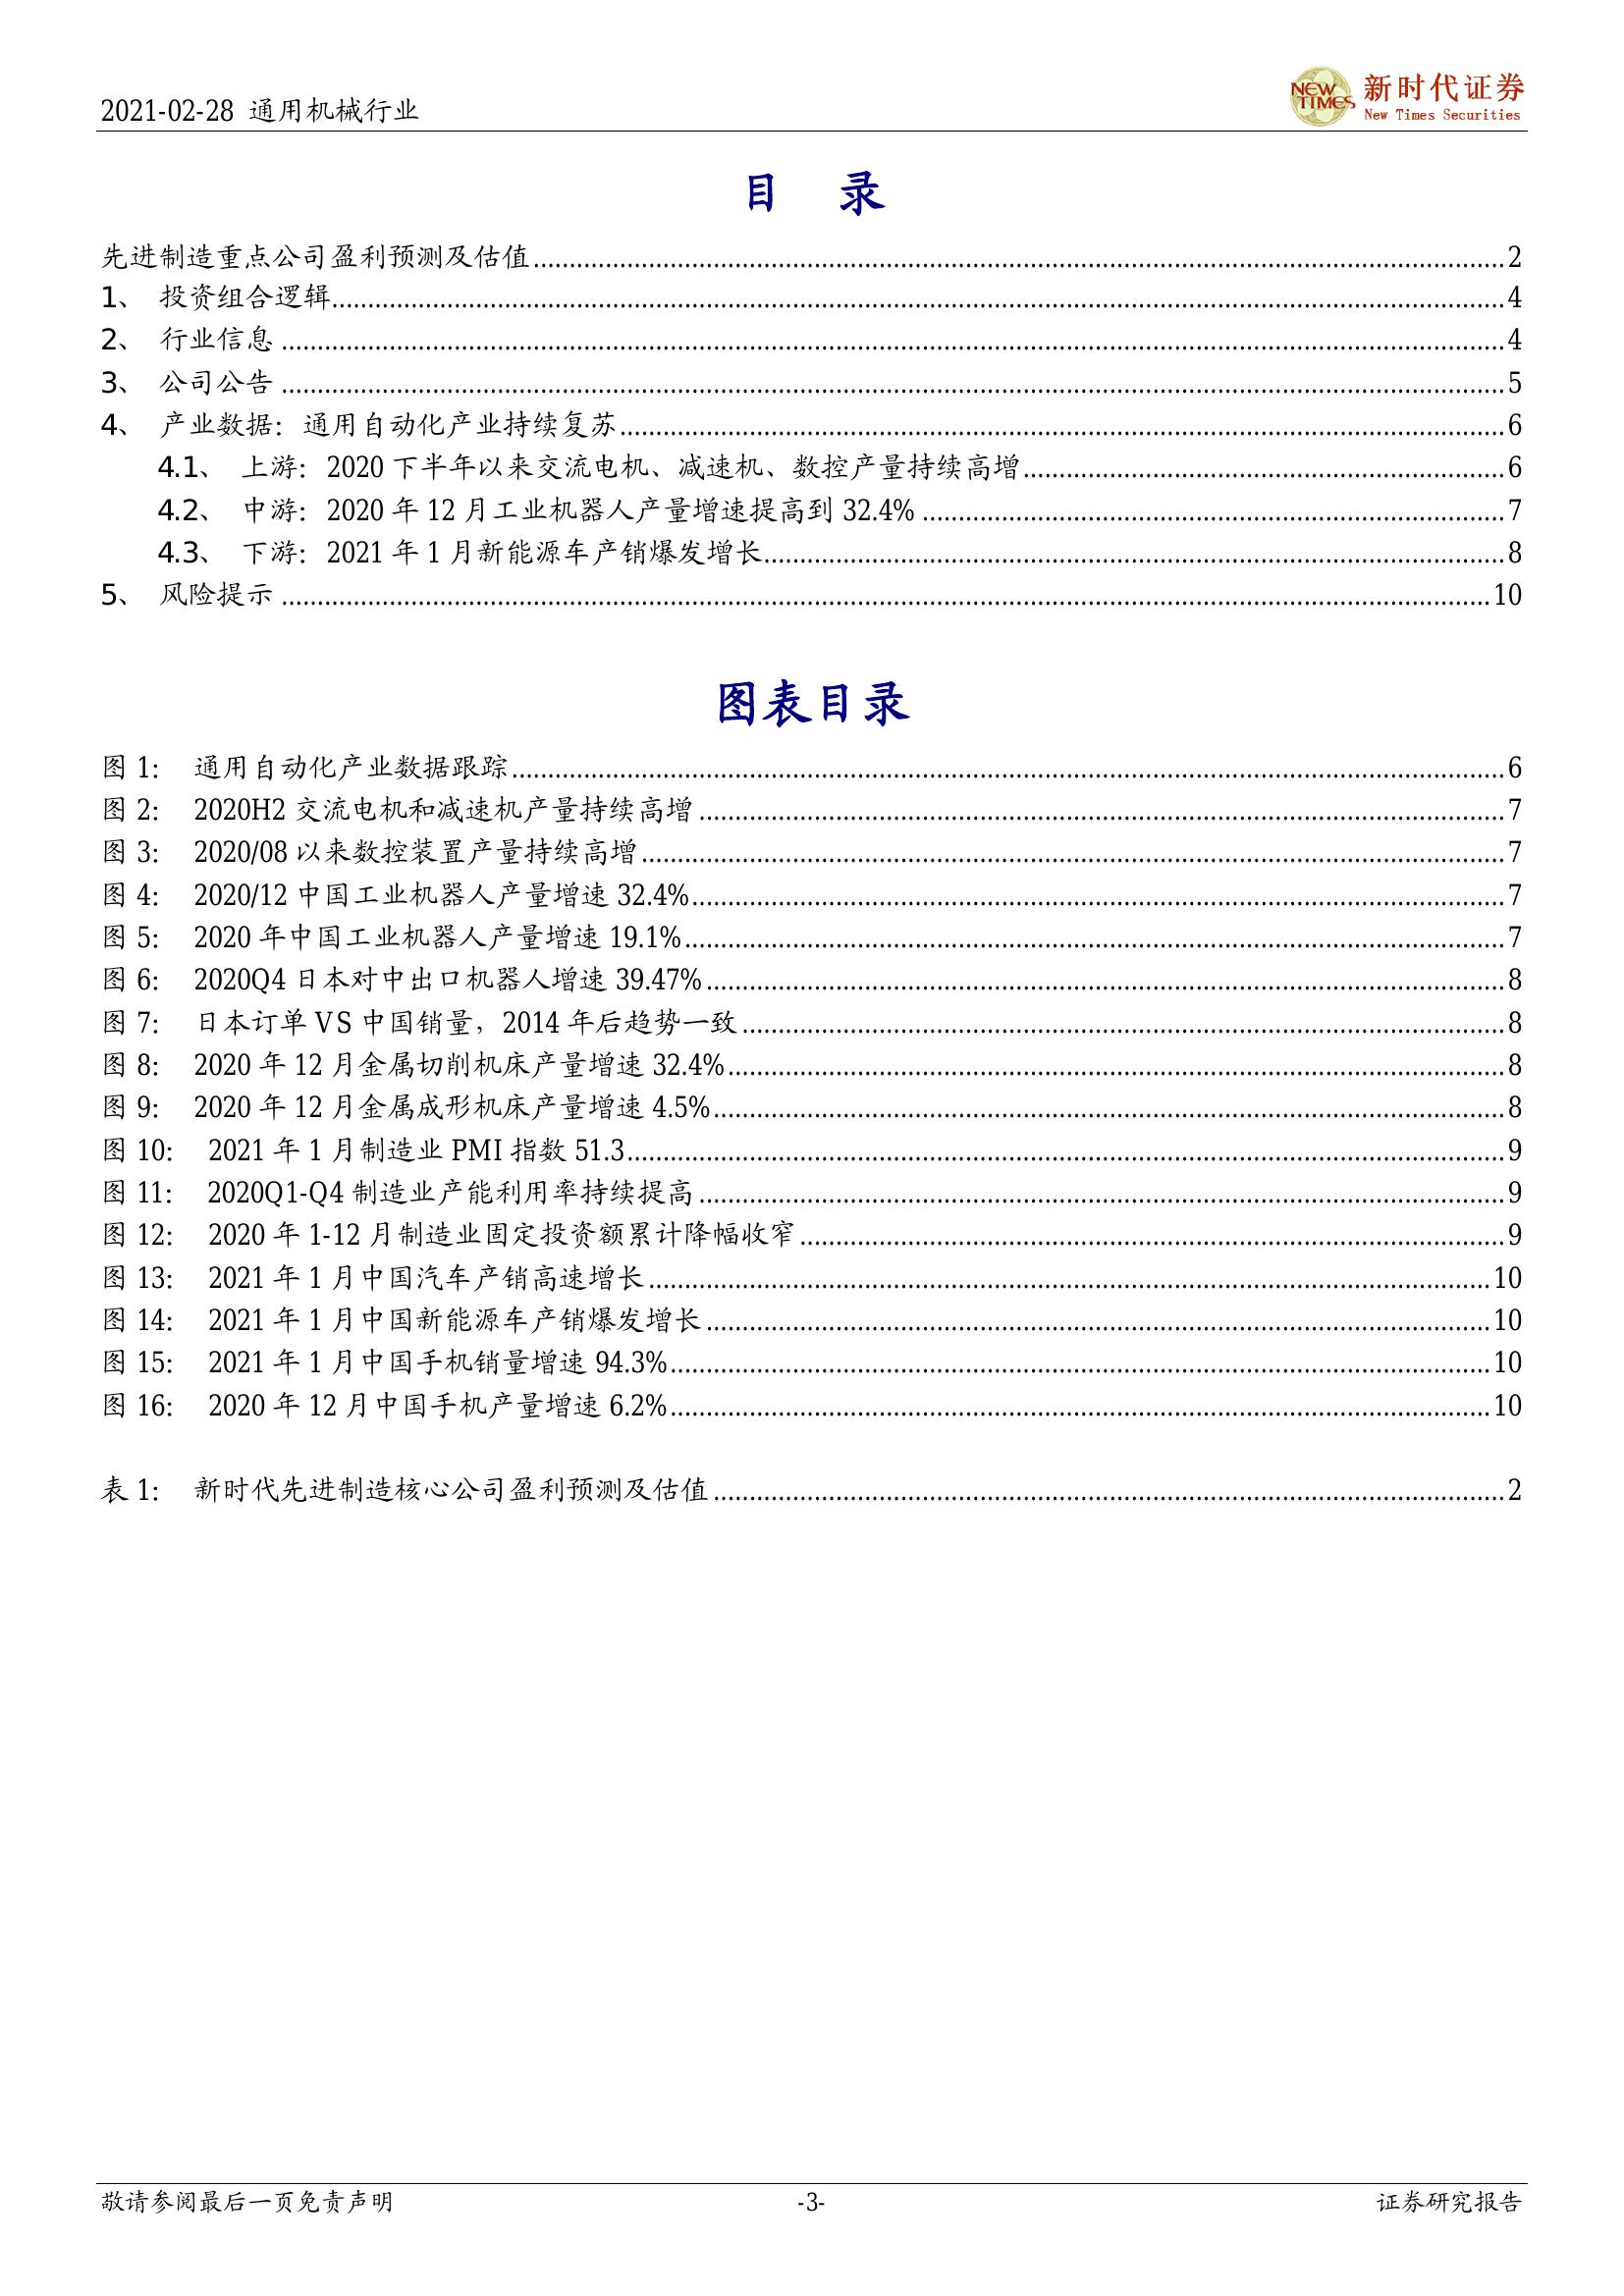 2021-02-28 通用机械行业
NEW TIMES 新时代证券
New Times Securities
目 录
先进制造重点公司盈利预测及估值 2
1、 投资组合逻辑 4
2、 行业信息 4
3、 公司公告 5
4、 产业数据：通用自动化产业持续复苏 6
4.1、 上游：2020 下半年以来交流电机、减速机、数控产量持续高增 6
4.2、 中游：2020 年 12 月工业机器人产量增速提高到 32.4% 7
4.3、 下游：2021 年 1 月新能源车产销爆发增长 8
5、 风险提示 10
图表目录
图 1: 通用自动化产业数据跟踪 6
图 2: 2020H2 交流电机和减速机产量持续高增 7
图 3: 2020/08 以来数控装置产量持续高增 7
图 4: 2020/12 中国工业机器人产量增速 32.4% 7
图 5: 2020 年中国工业机器人产量增速 19.1% 7
图 6: 2020Q4 日本对中出口机器人增速 39.47% 8
图 7: 日本订单 VS 中国销量，2014 年后趋势一致 8
图 8: 2020 年 12 月金属切削机床产量增速 32.4% 8
图 9: 2020 年 12 月金属成形机床产量增速 4.5% 8
图 10: 2021 年 1 月制造业 PMI 指数 51.3 9
图 11: 2020Q1-Q4 制造业产能利用率持续提高 9
图 12: 2020 年 1-12 月制造业固定投资额累计降幅收窄 9
图 13: 2021 年 1 月中国汽车产销高速增长 10
图 14: 2021 年 1 月中国新能源车产销爆发增长 10
图 15: 2021 年 1 月中国手机销量增速 94.3% 10
图 16: 2020 年 12 月中国手机产量增速 6.2% 10
表 1: 新时代先进制造核心公司盈利预测及估值 2
敬请参阅最后一页免责声明 -3- 证券研究报告